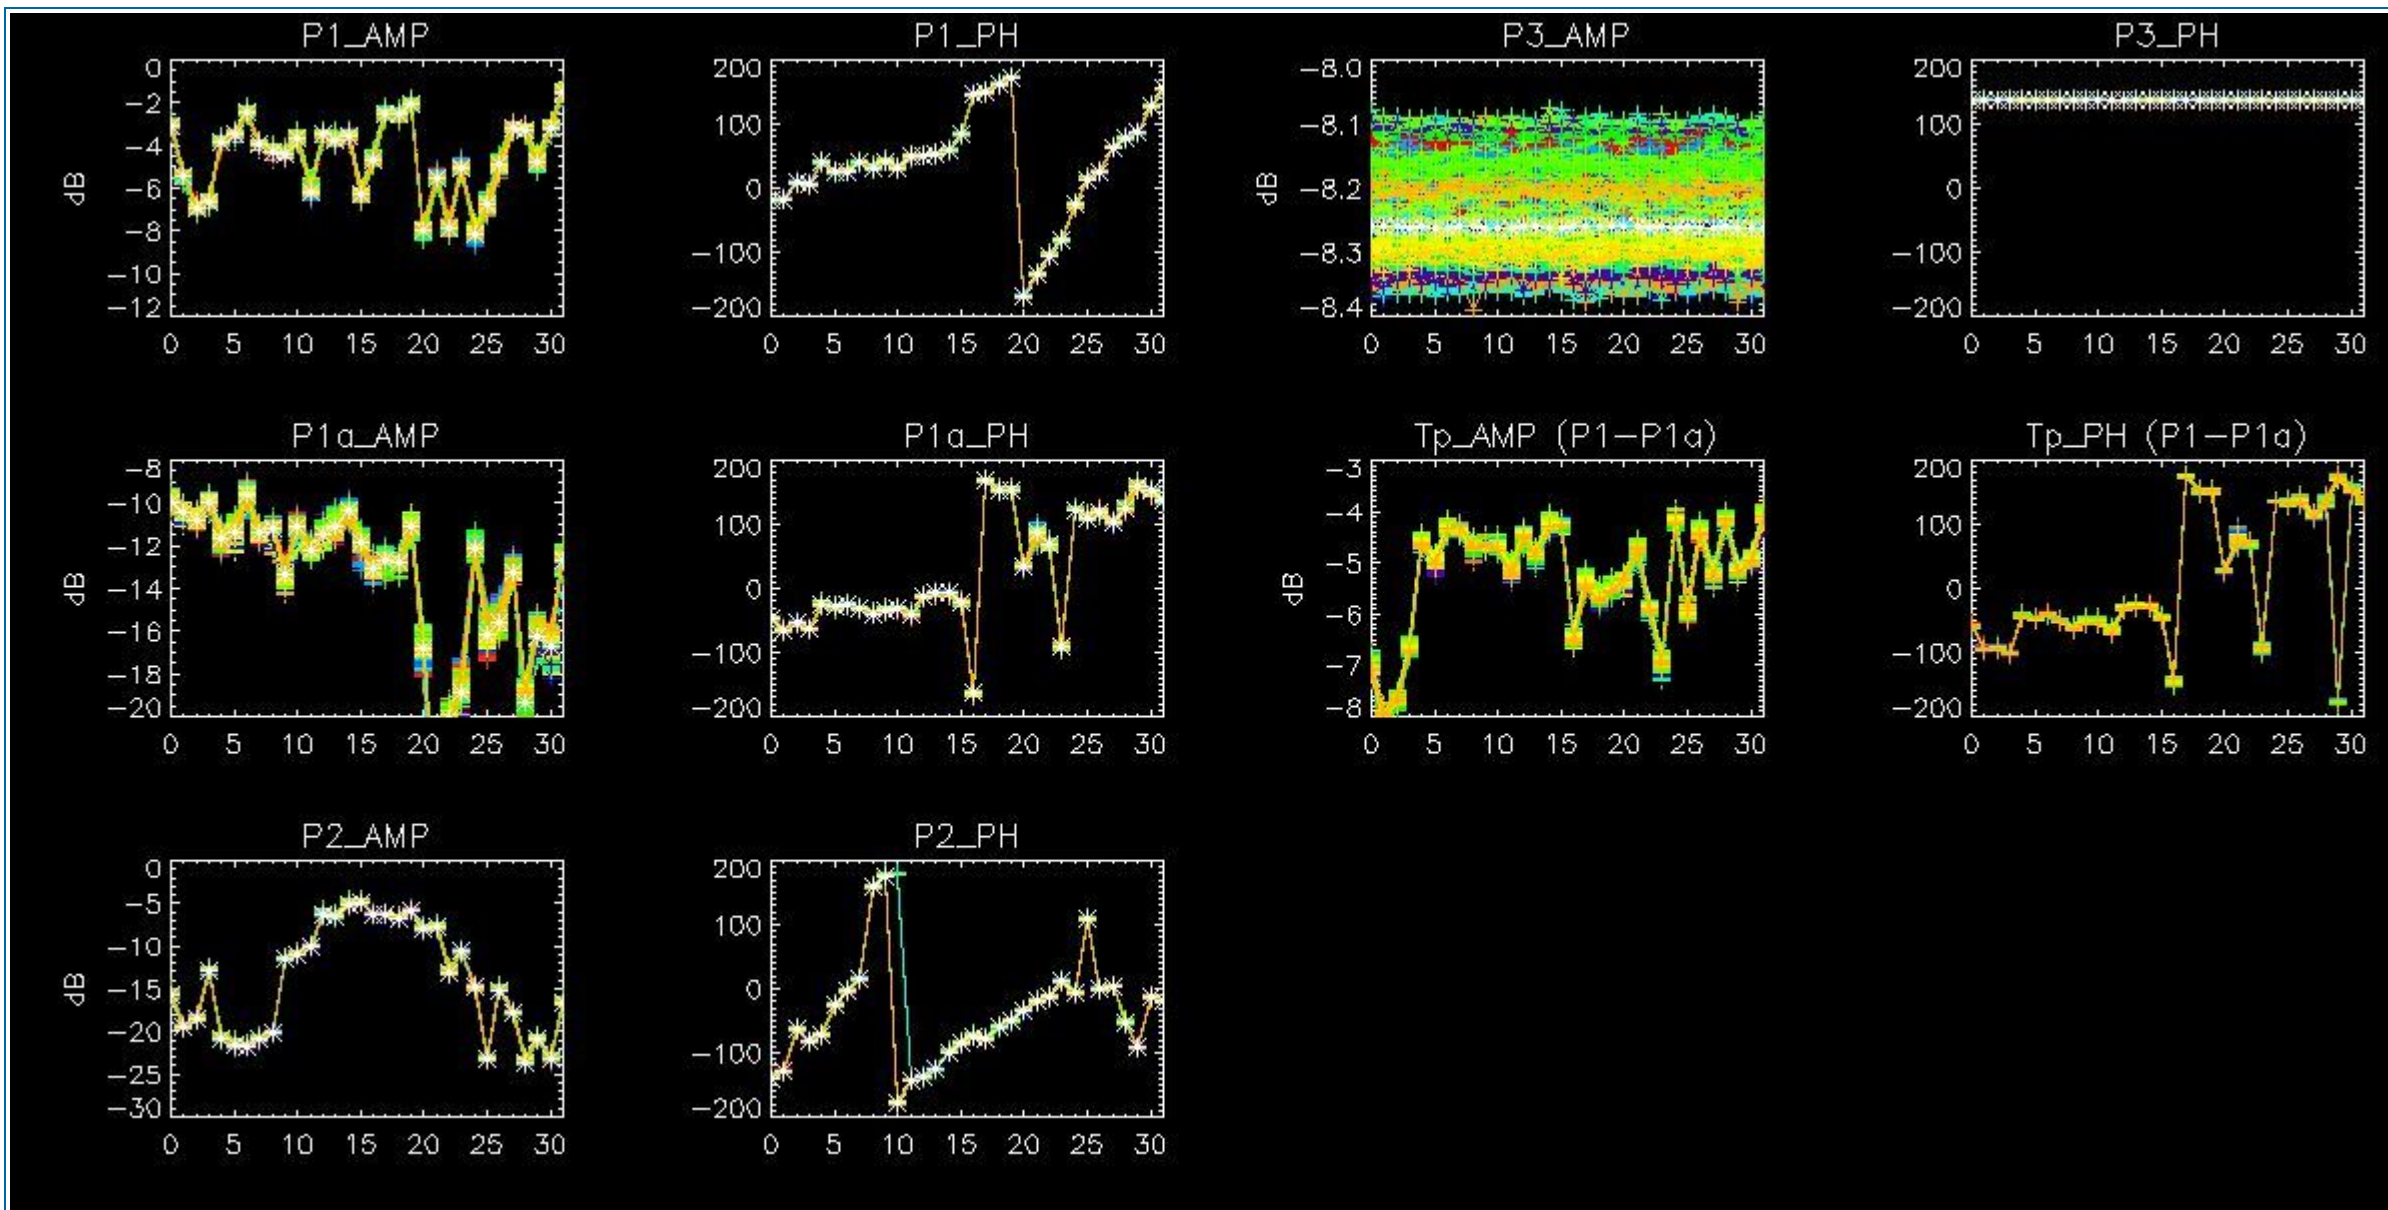 P1_AMP P1_PH P3_AMP P3_PH
0 200 −8.0 200
−2
−4 100 −8.1 100
dB −6 0 dB −8.2 0
−8
−10 −100 −8.3 −100
−12 −200 −8.4 −200
0 5 10 15 20 25 30 0 5 10 15 20 25 30 0 5 10 15 20 25 30 0 5 10 15 20 25 30
P1a_AMP P1a_PH Tp_AMP (P1−P1a) Tp_PH (P1−P1a)
−8 200 −3 200
−10 100 −4 100
−12
dB −14 0 dB −5 0
−16 −100 −6 −100
−18 −7
−20 −200 −8 −200
0 5 10 15 20 25 30 0 5 10 15 20 25 30 0 5 10 15 20 25 30 0 5 10 15 20 25 30
P2_AMP P2_PH
0 200
−5 100
−10
dB −15 0
−20 −100
−25
−30 −200
0 5 10 15 20 25 30 0 5 10 15 20 25 30